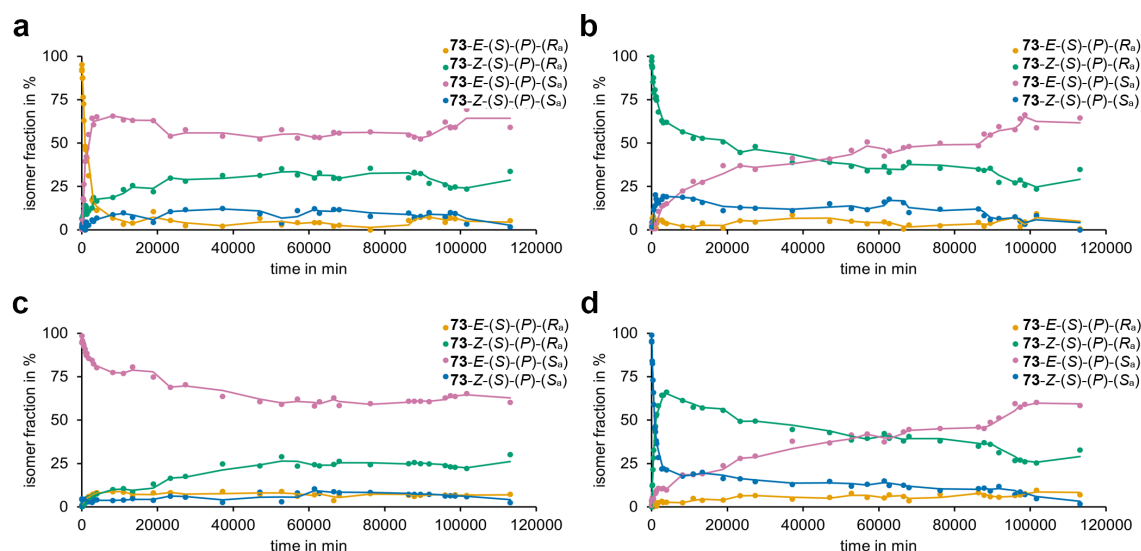 a
100
75
50
25
0
isomer fraction in %
0 20000 40000 60000 80000 100000 120000
time in min
73-E-(S)-(P)-(Ra)
73-Z-(S)-(P)-(Ra)
73-E-(S)-(P)-(Sa)
73-Z-(S)-(P)-(Sa)
b
100
75
50
25
0
isomer fraction in %
0 20000 40000 60000 80000 100000 120000
time in min
73-E-(S)-(P)-(Ra)
73-Z-(S)-(P)-(Ra)
73-E-(S)-(P)-(Sa)
73-Z-(S)-(P)-(Sa)
c
100
75
50
25
0
isomer fraction in %
0 20000 40000 60000 80000 100000 120000
time in min
73-E-(S)-(P)-(Ra)
73-Z-(S)-(P)-(Ra)
73-E-(S)-(P)-(Sa)
73-Z-(S)-(P)-(Sa)
d
100
75
50
25
0
isomer fraction in %
0 20000 40000 60000 80000 100000 120000
time in min
73-E-(S)-(P)-(Ra)
73-Z-(S)-(P)-(Ra)
73-E-(S)-(P)-(Sa)
73-Z-(S)-(P)-(Sa)